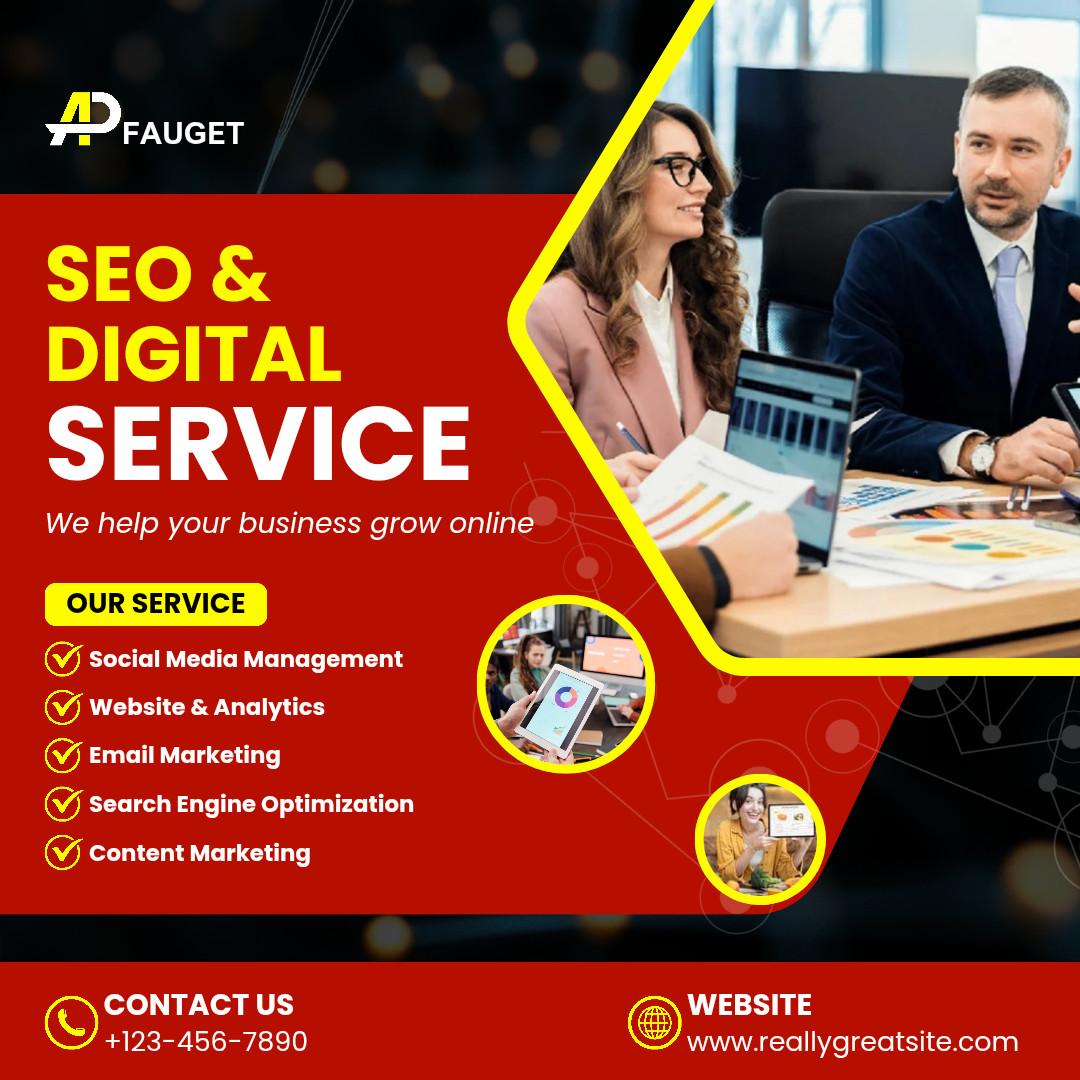 AP FAUGET
SEO &
DIGITAL
SERVICE
We help your business grow online
OUR SERVICE
Social Media Management
Website & Analytics
Email Marketing
Search Engine Optimization
Content Marketing
CONTACT US
+123-456-7890
WEBSITE
www.reallygreatsite.com